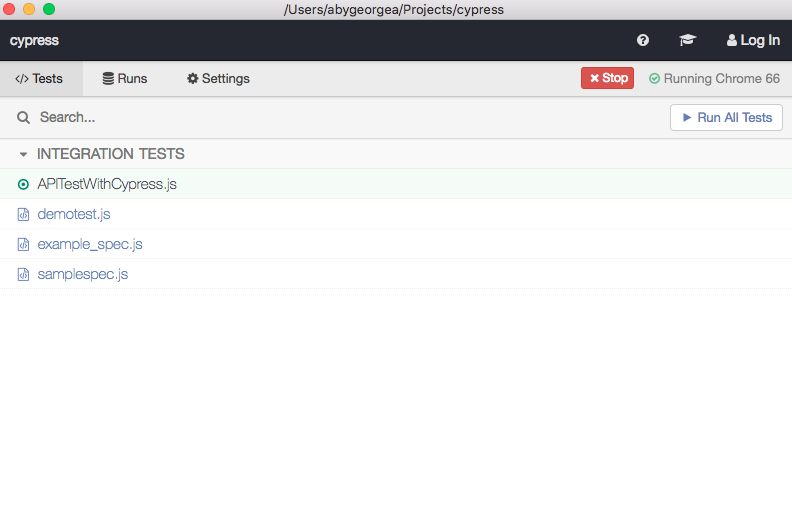 /Users/abygeorgea/Projects/cypress
cypress Log In
</> Tests Runs Settings Stop Running Chrome 66
Search... Run All Tests
INTEGRATION TESTS
APITestWithCypress.js
demotest.js
example_spec.js
samplespec.js